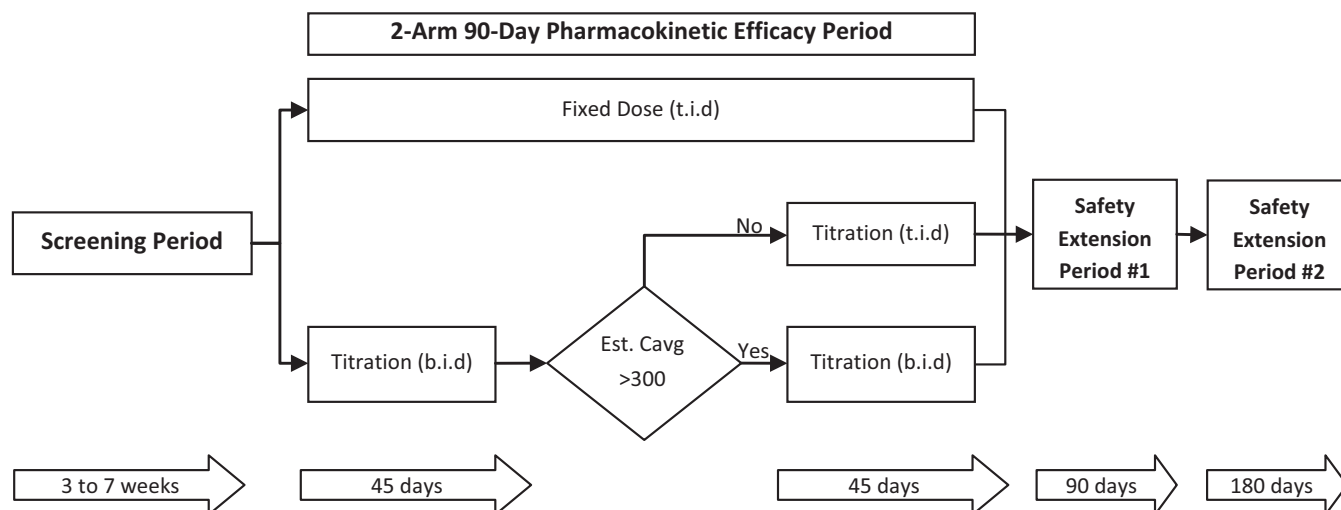 2-Arm 90-Day Pharmacokinetic Efficacy Period
Fixed Dose (t.i.d)
Screening Period
No
Titration (t.i.d)
Safety
Extension
Period #1
Safety
Extension
Period #2
Titration (b.i.d)
Est. Cavg
>300
Yes
Titration (b.i.d)
3 to 7 weeks
45 days
45 days
90 days
180 days